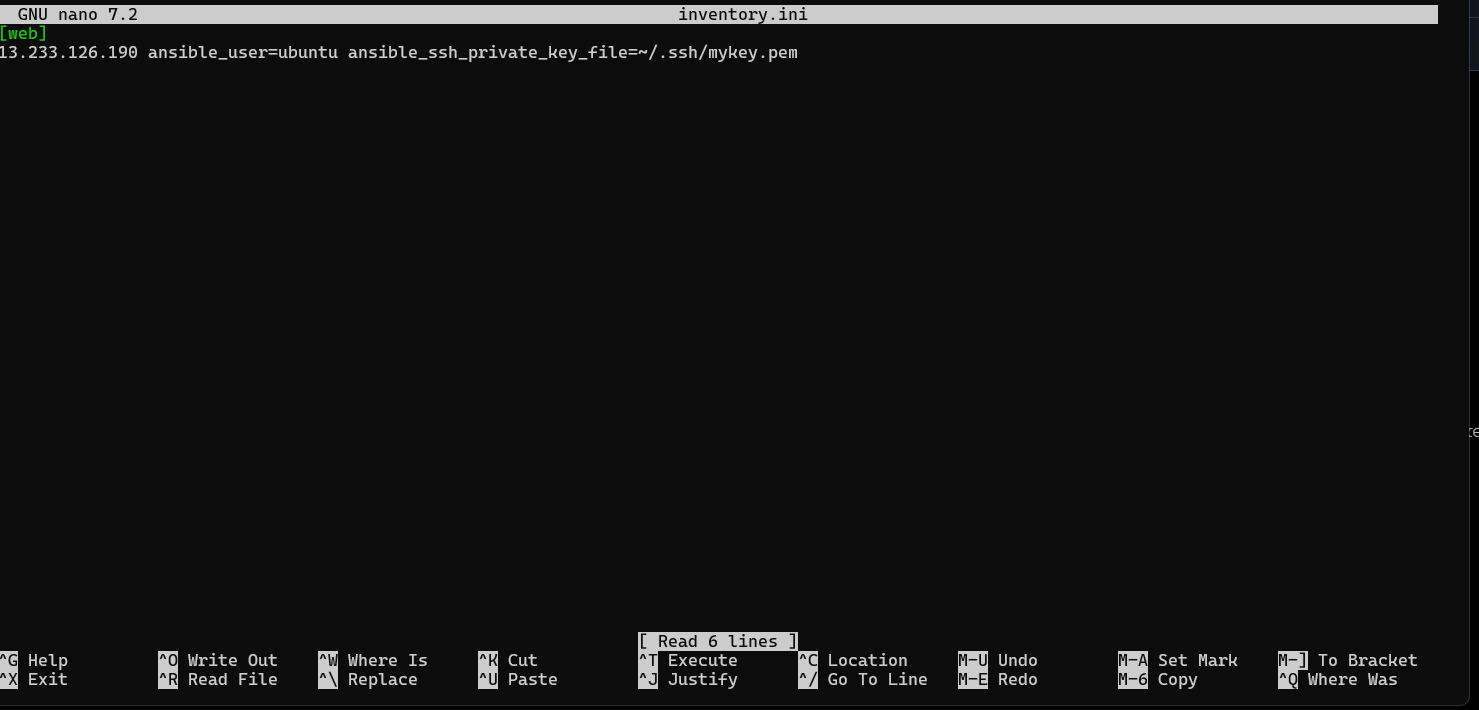 GNU nano 7.2 inventory.ini
[web]
13.233.126.190 ansible_user=ubuntu ansible_ssh_private_key_file=~/.ssh/mykey.pem
[ Read 6 lines ]
^G Help ^O Write Out ^W Where Is ^K Cut ^T Execute ^C Location M-U Undo M-A Set Mark M-] To Bracket
^X Exit ^R Read File ^\ Replace ^U Paste ^J Justify ^/ Go To Line M-E Redo M-6 Copy ^Q Where Was